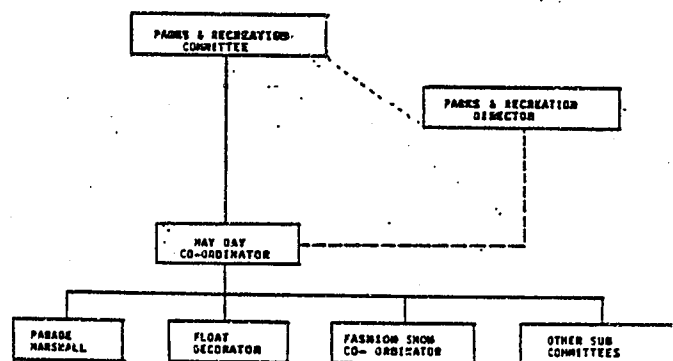 PARKS & RECREATION
COMMITTEE
PARKS & RECREATION
DIRECTOR
MAY DAY
CO-ORDINATOR
PARADE
MARSHALL
FLOAT
DECORATOR
FASHION SHOW
CO- ORDINATOR
OTHER SUB
COMMITTEES